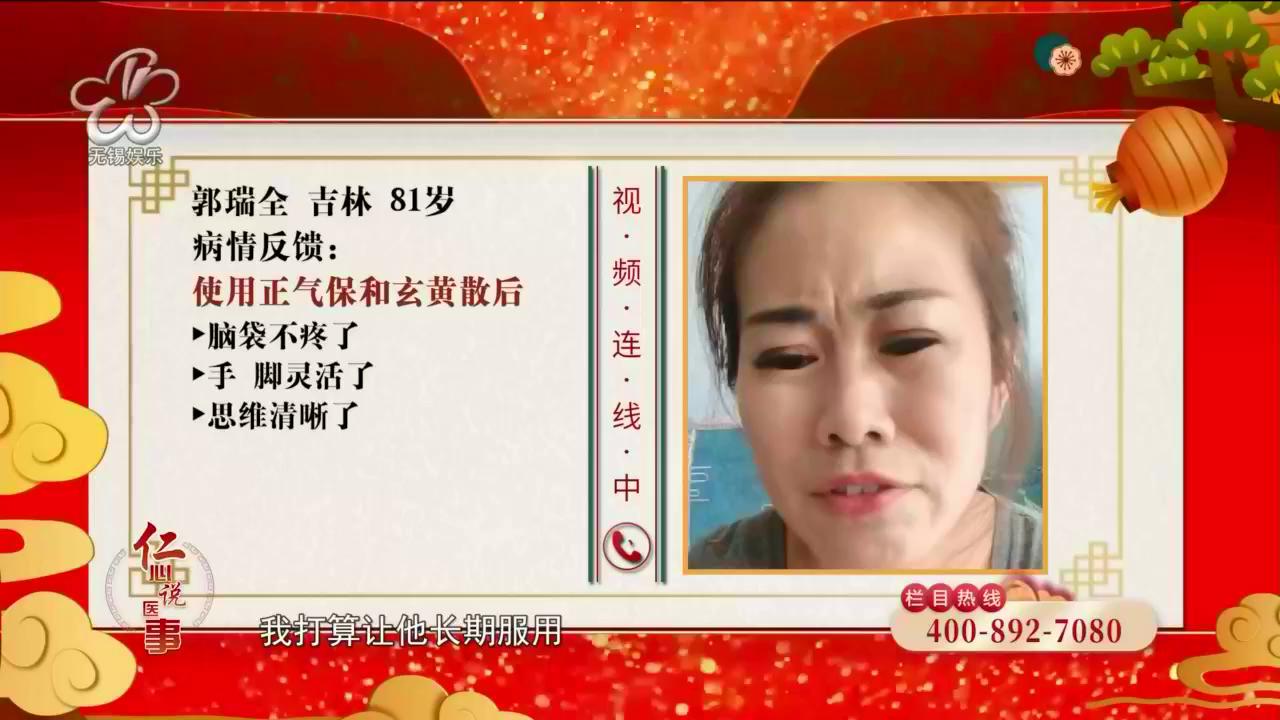 无锡娱乐
郭瑞全 吉林 81岁
病情反馈：
使用正气保和玄黄散后
▸脑袋不疼了
▸手 脚灵活了
▸思维清晰了
视·频·连·线·中
仁心说医事
我打算让他长期服用
栏目热线
400-892-7080